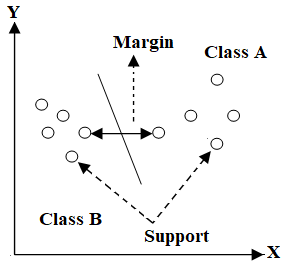 Y
Margin
Class A
Class B
Support
X